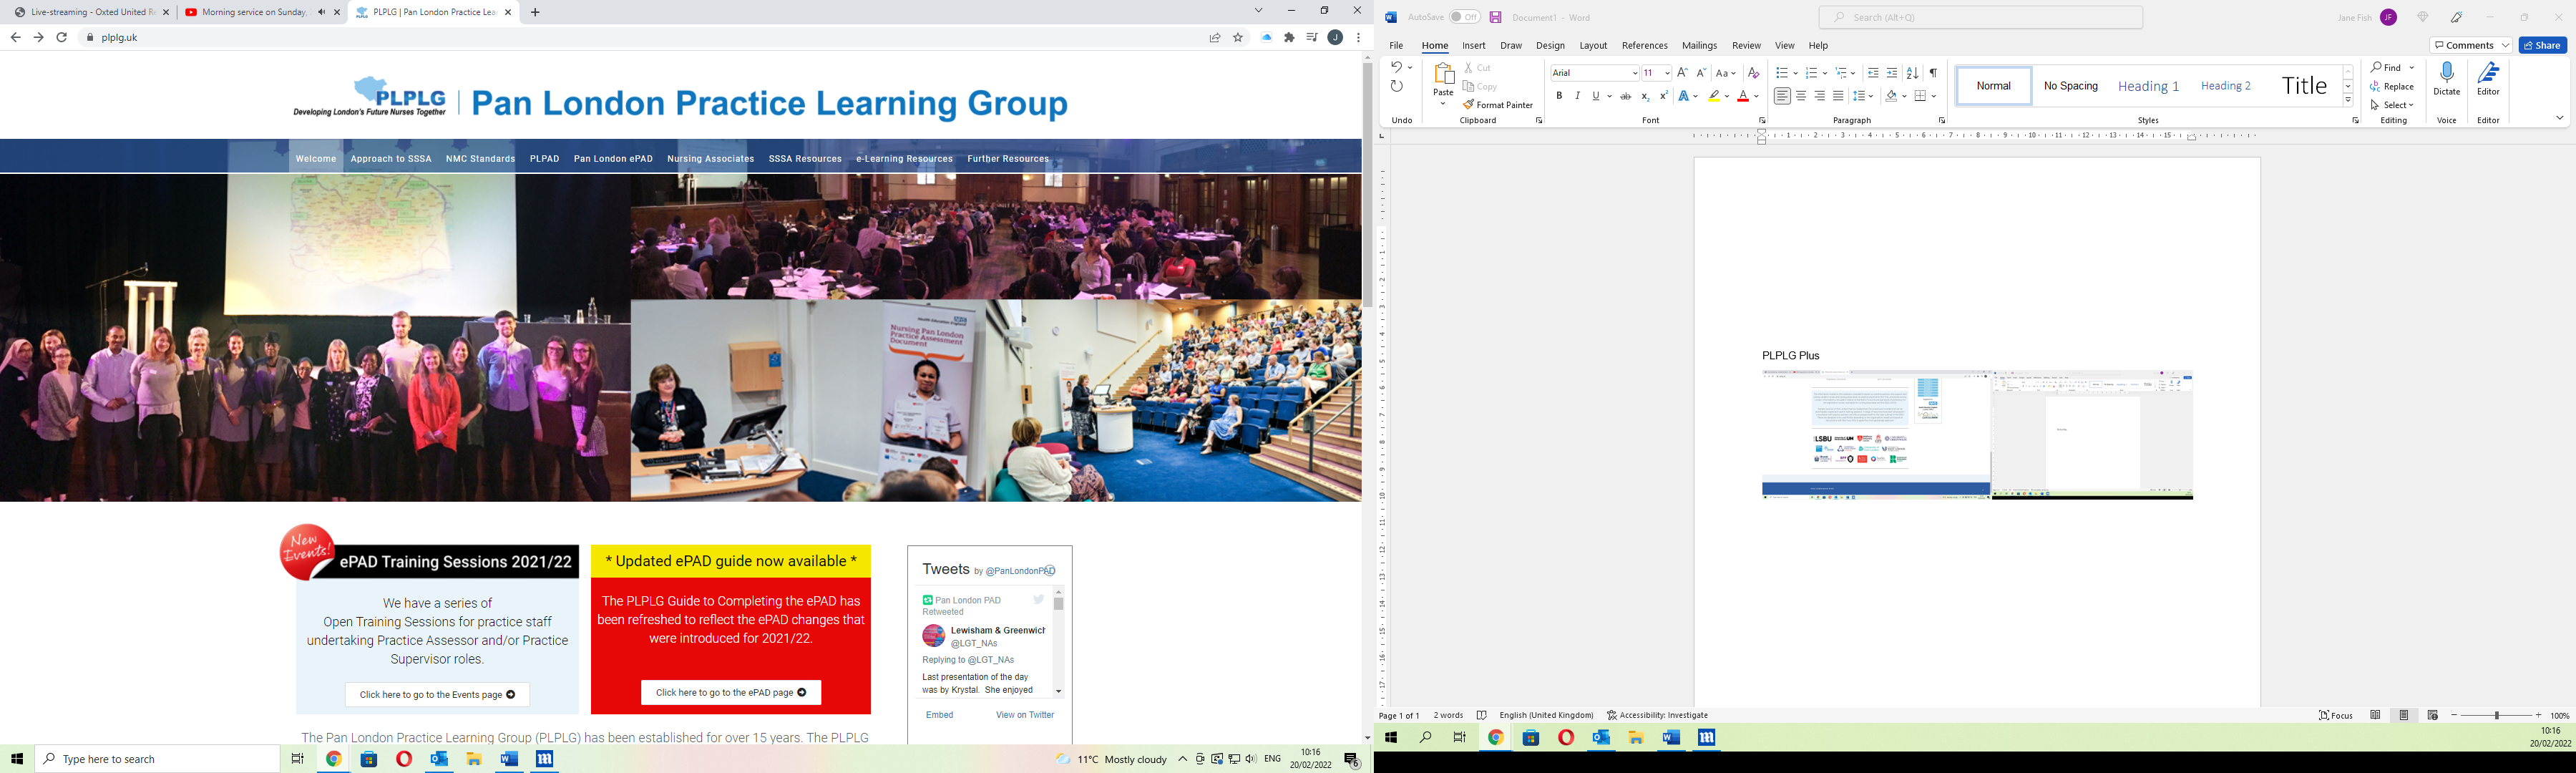 Live-streaming - Oxted United Re
Morning service on Sunday,
PLPLG | Pan London Practice Lea
plplg.uk
J
PLPLG
Developing London's Future Nurses Together
Pan London Practice Learning Group
Welcome
Approach to SSSA
NMC Standards
PLPAD
Pan London ePAD
Nursing Associates
SSSA Resources
e-Learning Resources
Further Resources
Nursing Pan London
Practice Assessment
Document
New
Events!
ePAD Training Sessions 2021/22
We have a series of
Open Training Sessions for practice staff
undertaking Practice Assessor and/or Practice
Supervisor roles.
Click here to go to the Events page
* Updated ePAD guide now available *
The PLPLG Guide to Completing the ePAD has
been refreshed to reflect the ePAD changes that
were introduced for 2021/22.
Click here to go to the ePAD page
Tweets by @PanLondonPAD
Pan London PAD
Retweeted
Lewisham & Greenwich
@LGT_NAs
Replying to @LGT_NAs
Last presentation of the day
was by Krystal. She enjoyed
Embed
View on Twitter
The Pan London Practice Learning Group (PLPLG) has been established for over 15 years. The PLPLG
Type here to search
11°C Mostly cloudy
ENG
10:16
20/02/2022
6
AutoSave Off
Document1 - Word
Search (Alt+Q)
Jane Fish
JF
File
Home
Insert
Draw
Design
Layout
References
Mailings
Review
View
Help
Comments
Share
Undo
Paste
Cut
Copy
Format Painter
Clipboard
Arial
11
Font
Paragraph
Normal
No Spacing
Heading 1
Heading 2
Title
Styles
Find
Replace
Select
Editing
Dictate
Voice
Editor
Editor
PLPLG Plus
LSBU
Page 1 of 1
2 words
English (United Kingdom)
Accessibility: Investigate
Focus
100%
10:16
20/02/2022